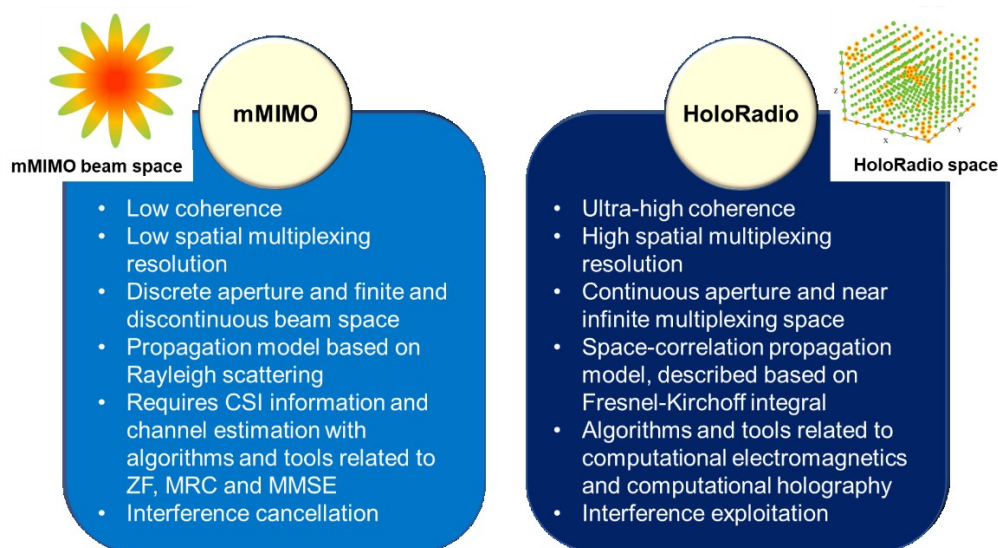 mMIMO
mMIMO beam space
• Low coherence
• Low spatial multiplexing
resolution
• Discrete aperture and finite and
discontinuous beam space
• Propagation model based on
Rayleigh scattering
• Requires CSI information and
channel estimation with
algorithms and tools related to
ZF, MRC and MMSE
• Interference cancellation
HoloRadio
Z
X
Y
HoloRadio space
• Ultra-high coherence
• High spatial multiplexing
resolution
• Continuous aperture and near
infinite multiplexing space
• Space-correlation propagation
model, described based on
Fresnel-Kirchoff integral
• Algorithms and tools related to
computational electromagnetics
and computational holography
• Interference exploitation